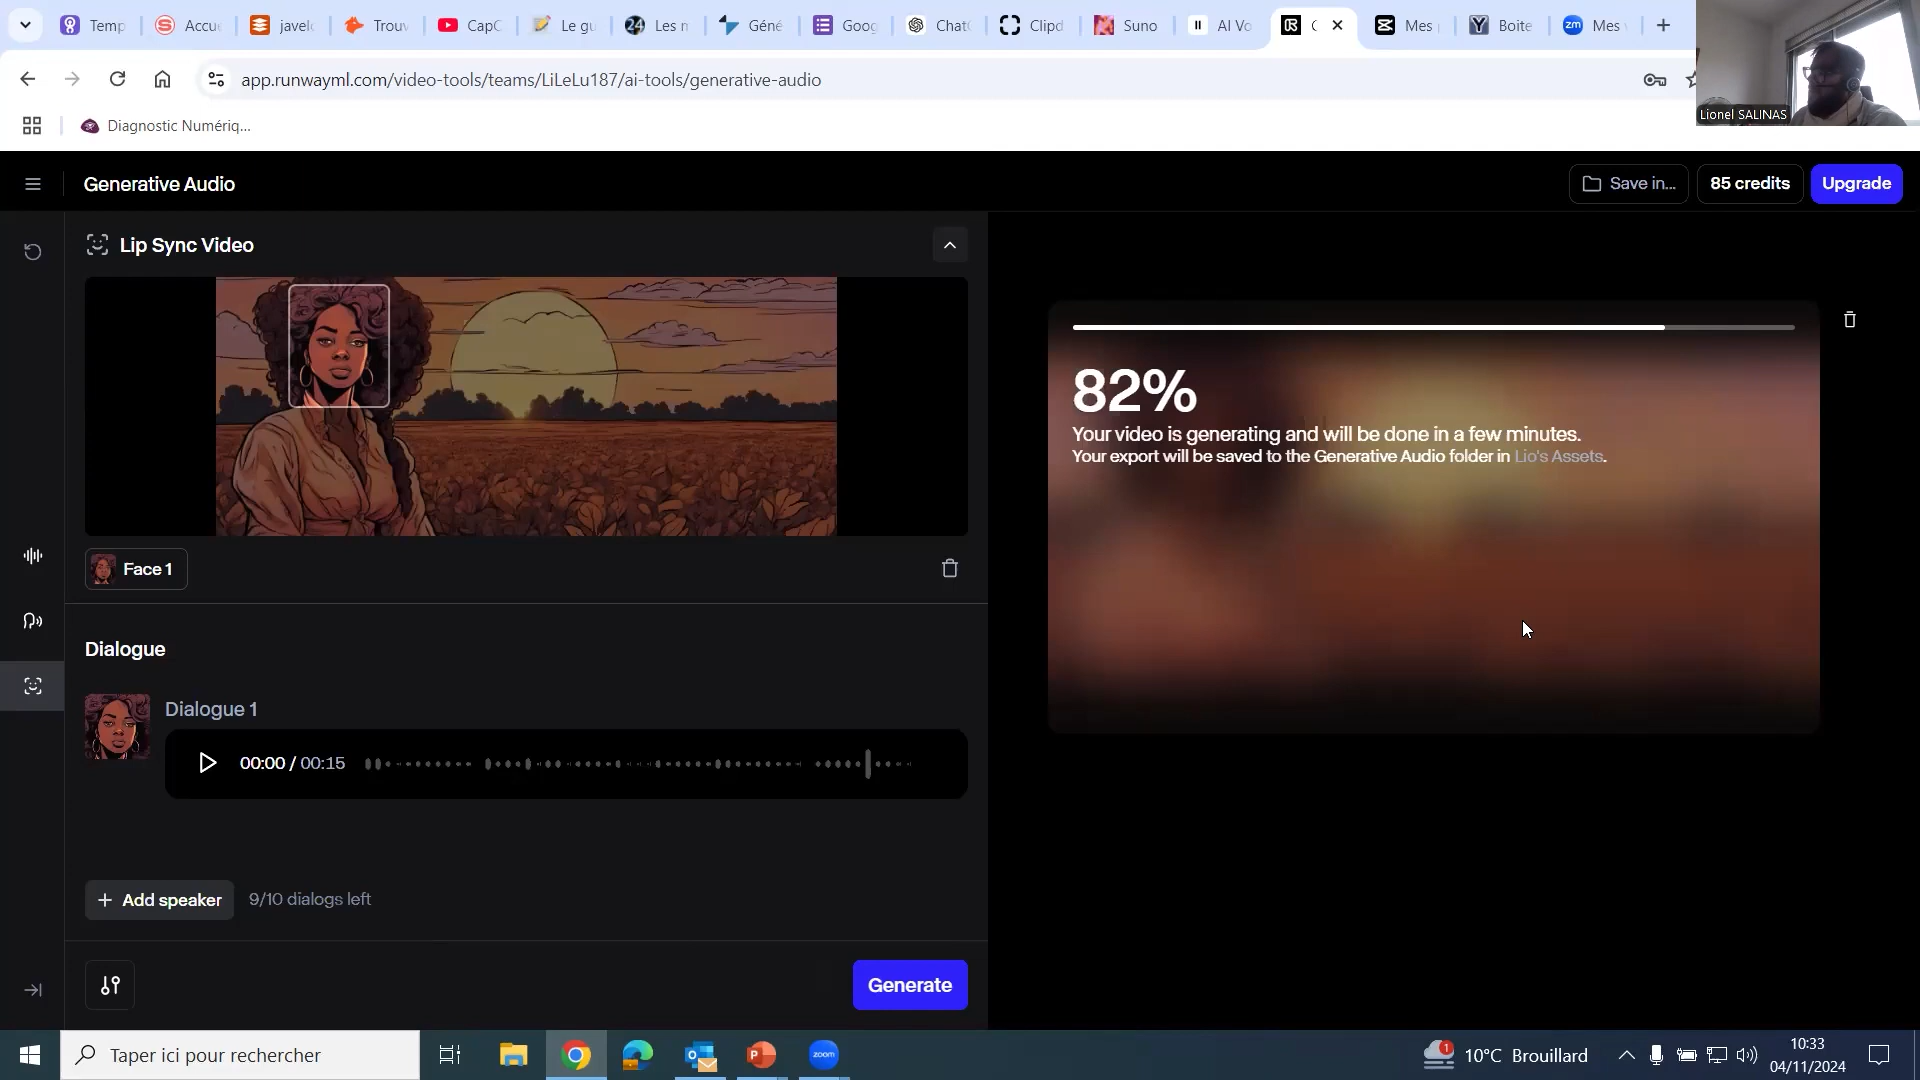 Temp
Accu
javel
Trouv
CapC
Le gu
24 Les n
Géné
Goog
Chat
Clipd
Suno
AI Vo
Mes
Boite
zm Mes
app.runwayml.com/video-tools/teams/LiLeLu187/ai-tools/generative-audio
Diagnostic Numériq...
Lionel SALINAS
Generative Audio
Save in...
85 credits
Upgrade
Lip Sync Video
82%
Your video is generating and will be done in a few minutes.
Your export will be saved to the Generative Audio folder in Lio's Assets.
Face 1
Dialogue
Dialogue 1
00:00 / 00:15
+ Add speaker
9/10 dialogs left
Generate
Taper ici pour rechercher
zoom
1
10°C Brouillard
10:33
04/11/2024